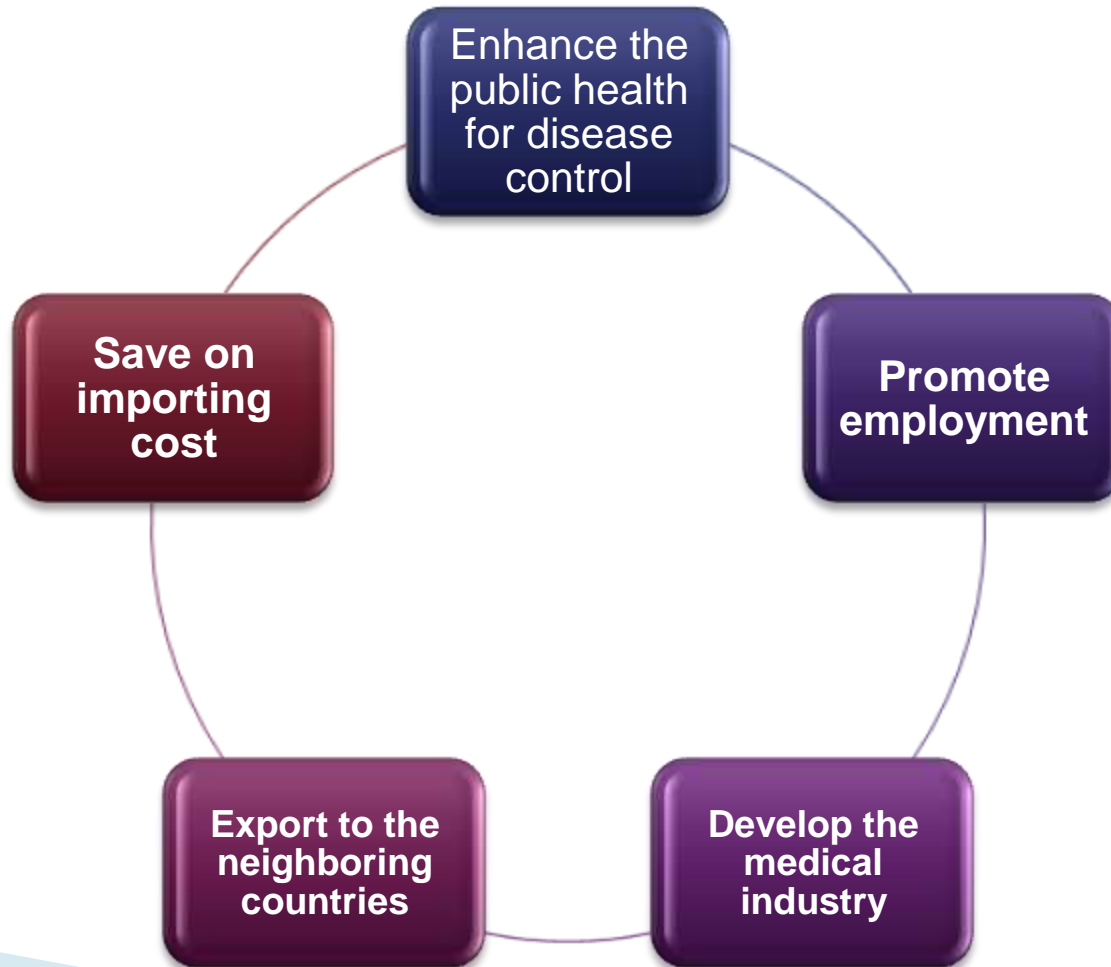 Enhance the
public health
for disease
control
Promote
employment
Develop the
medical
industry
Export to the
neighboring
countries
Save on
importing
cost